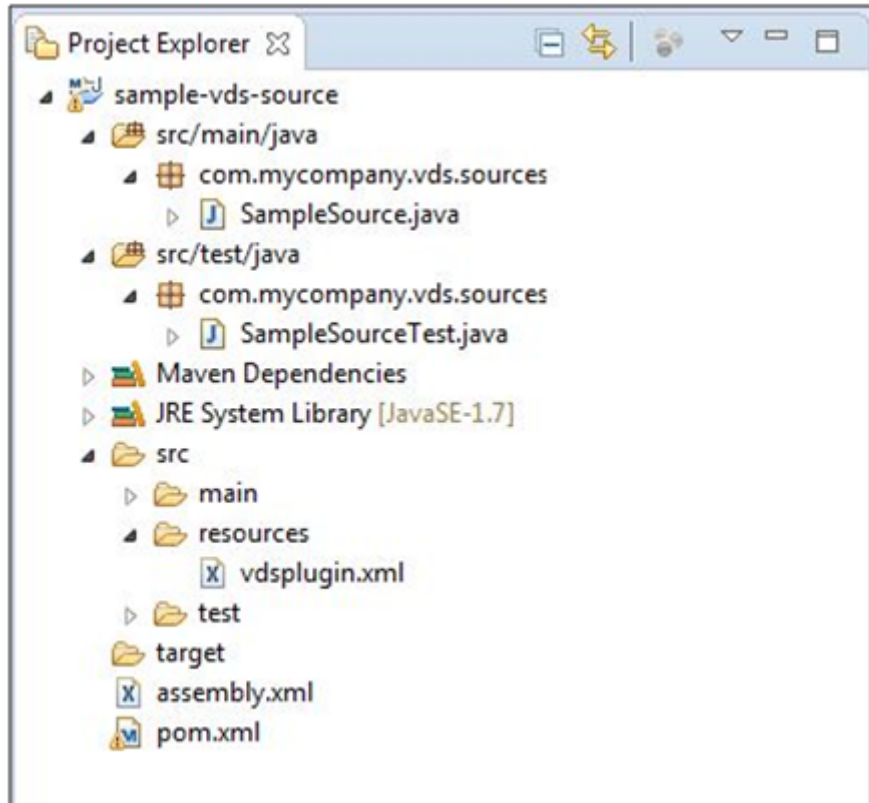 Project Explorer
sample-vds-source
src/main/java
com.mycompany.vds.sources
SampleSource.java
src/test/java
com.mycompany.vds.sources
SampleSourceTest.java
Maven Dependencies
JRE System Library [JavaSE-1.7]
src
main
resources
vdsplugin.xml
test
target
assembly.xml
pom.xml